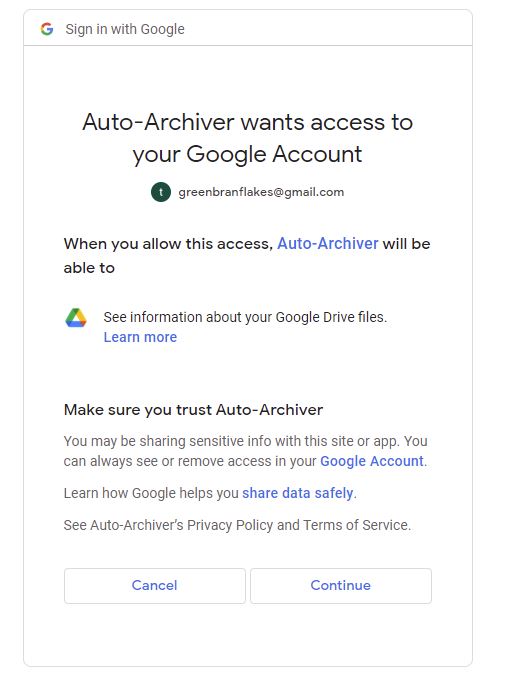 Sign in with Google
Auto-Archiver wants access to
your Google Account
t greenbranflakes@gmail.com
When you allow this access, Auto-Archiver will be
able to
See information about your Google Drive files.
Learn more
Make sure you trust Auto-Archiver
You may be sharing sensitive info with this site or app. You
can always see or remove access in your Google Account.
Learn how Google helps you share data safely.
See Auto-Archiver's Privacy Policy and Terms of Service.
Cancel Continue